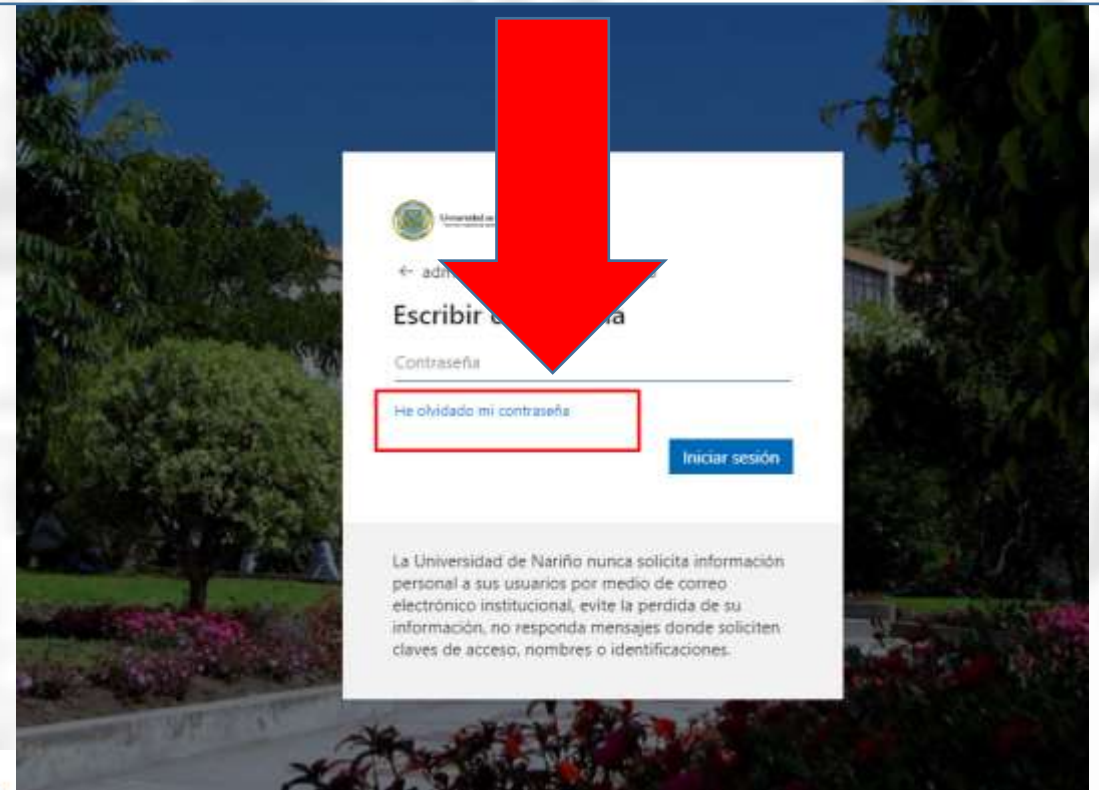 Universidad de
← adm
Escribir
Contraseña
He olvidado mi contraseña
Iniciar sesión
La Universidad de Nariño nunca solicita información
personal a sus usuarios por medio de correo
electrónico institucional, evite la perdida de su
información, no responda mensajes donde soliciten
claves de acceso, nombres o identificaciones.